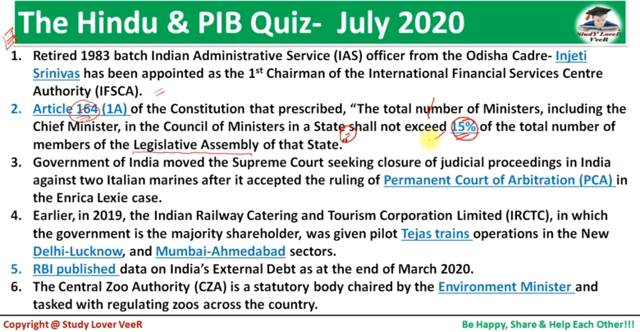 The Hindu & PIB Quiz- July 2020
StuDY LoveR
VeeR
1. Retired 1983 batch Indian Administrative Service (IAS) officer from the Odisha Cadre- Injeti
Srinivas has been appointed as the 1st Chairman of the International Financial Services Centre
Authority (IFSCA).
2. Article 164 (1A) of the Constitution that prescribed, "The total number of Ministers, including the
Chief Minister, in the Council of Ministers in a State shall not exceed 15% of the total number of
members of the Legislative Assembly of that State."
3. Government of India moved the Supreme Court seeking closure of judicial proceedings in India
against two Italian marines after it accepted the ruling of Permanent Court of Arbitration (PCA) in
the Enrica Lexie case.
4. Earlier, in 2019, the Indian Railway Catering and Tourism Corporation Limited (IRCTC), in which
the government is the majority shareholder, was given pilot Tejas trains operations in the New
Delhi-Lucknow, and Mumbai-Ahmedabad sectors.
5. RBI published data on India's External Debt as at the end of March 2020.
6. The Central Zoo Authority (CZA) is a statutory body chaired by the Environment Minister and
tasked with regulating zoos across the country.
Copyright @ Study Lover VeeR
Be Happy, Share & Help Each Other!!!